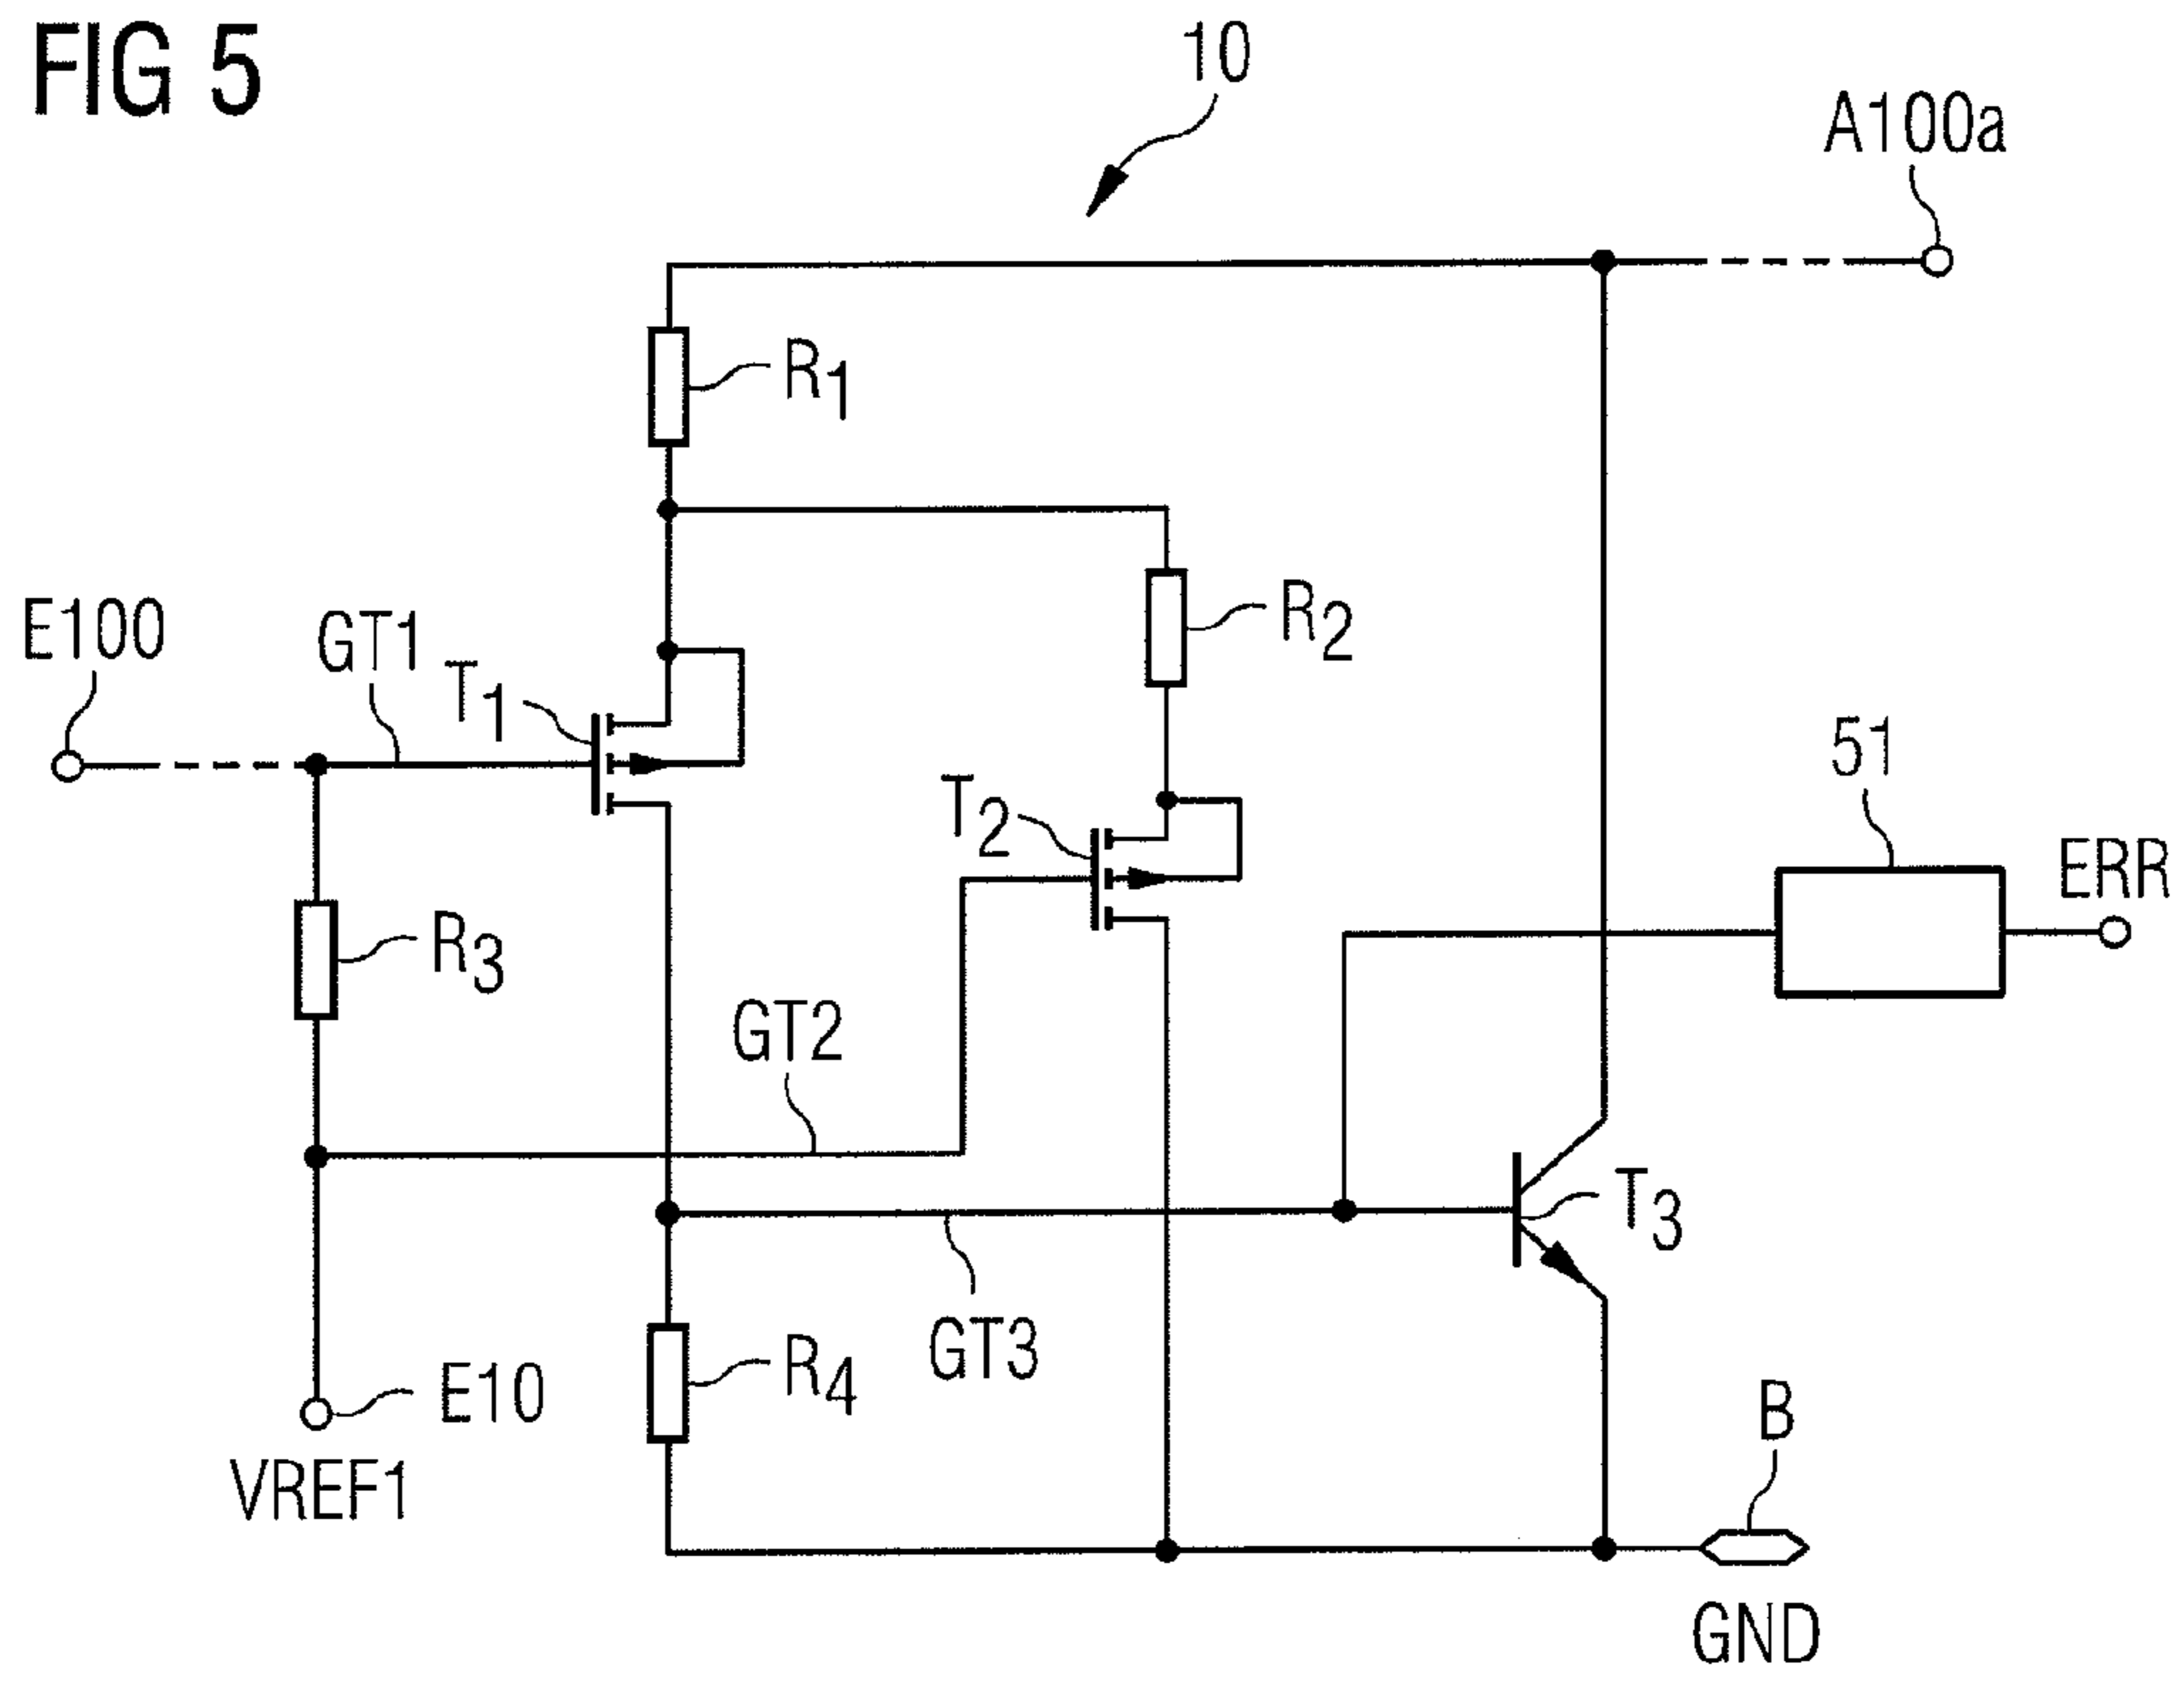 FIG 5
10
A100a
R1
E100
GT1
T1
R2
T2
51
ERR
R3
GT2
T3
GT3
R4
E10
VREF1
B
GND